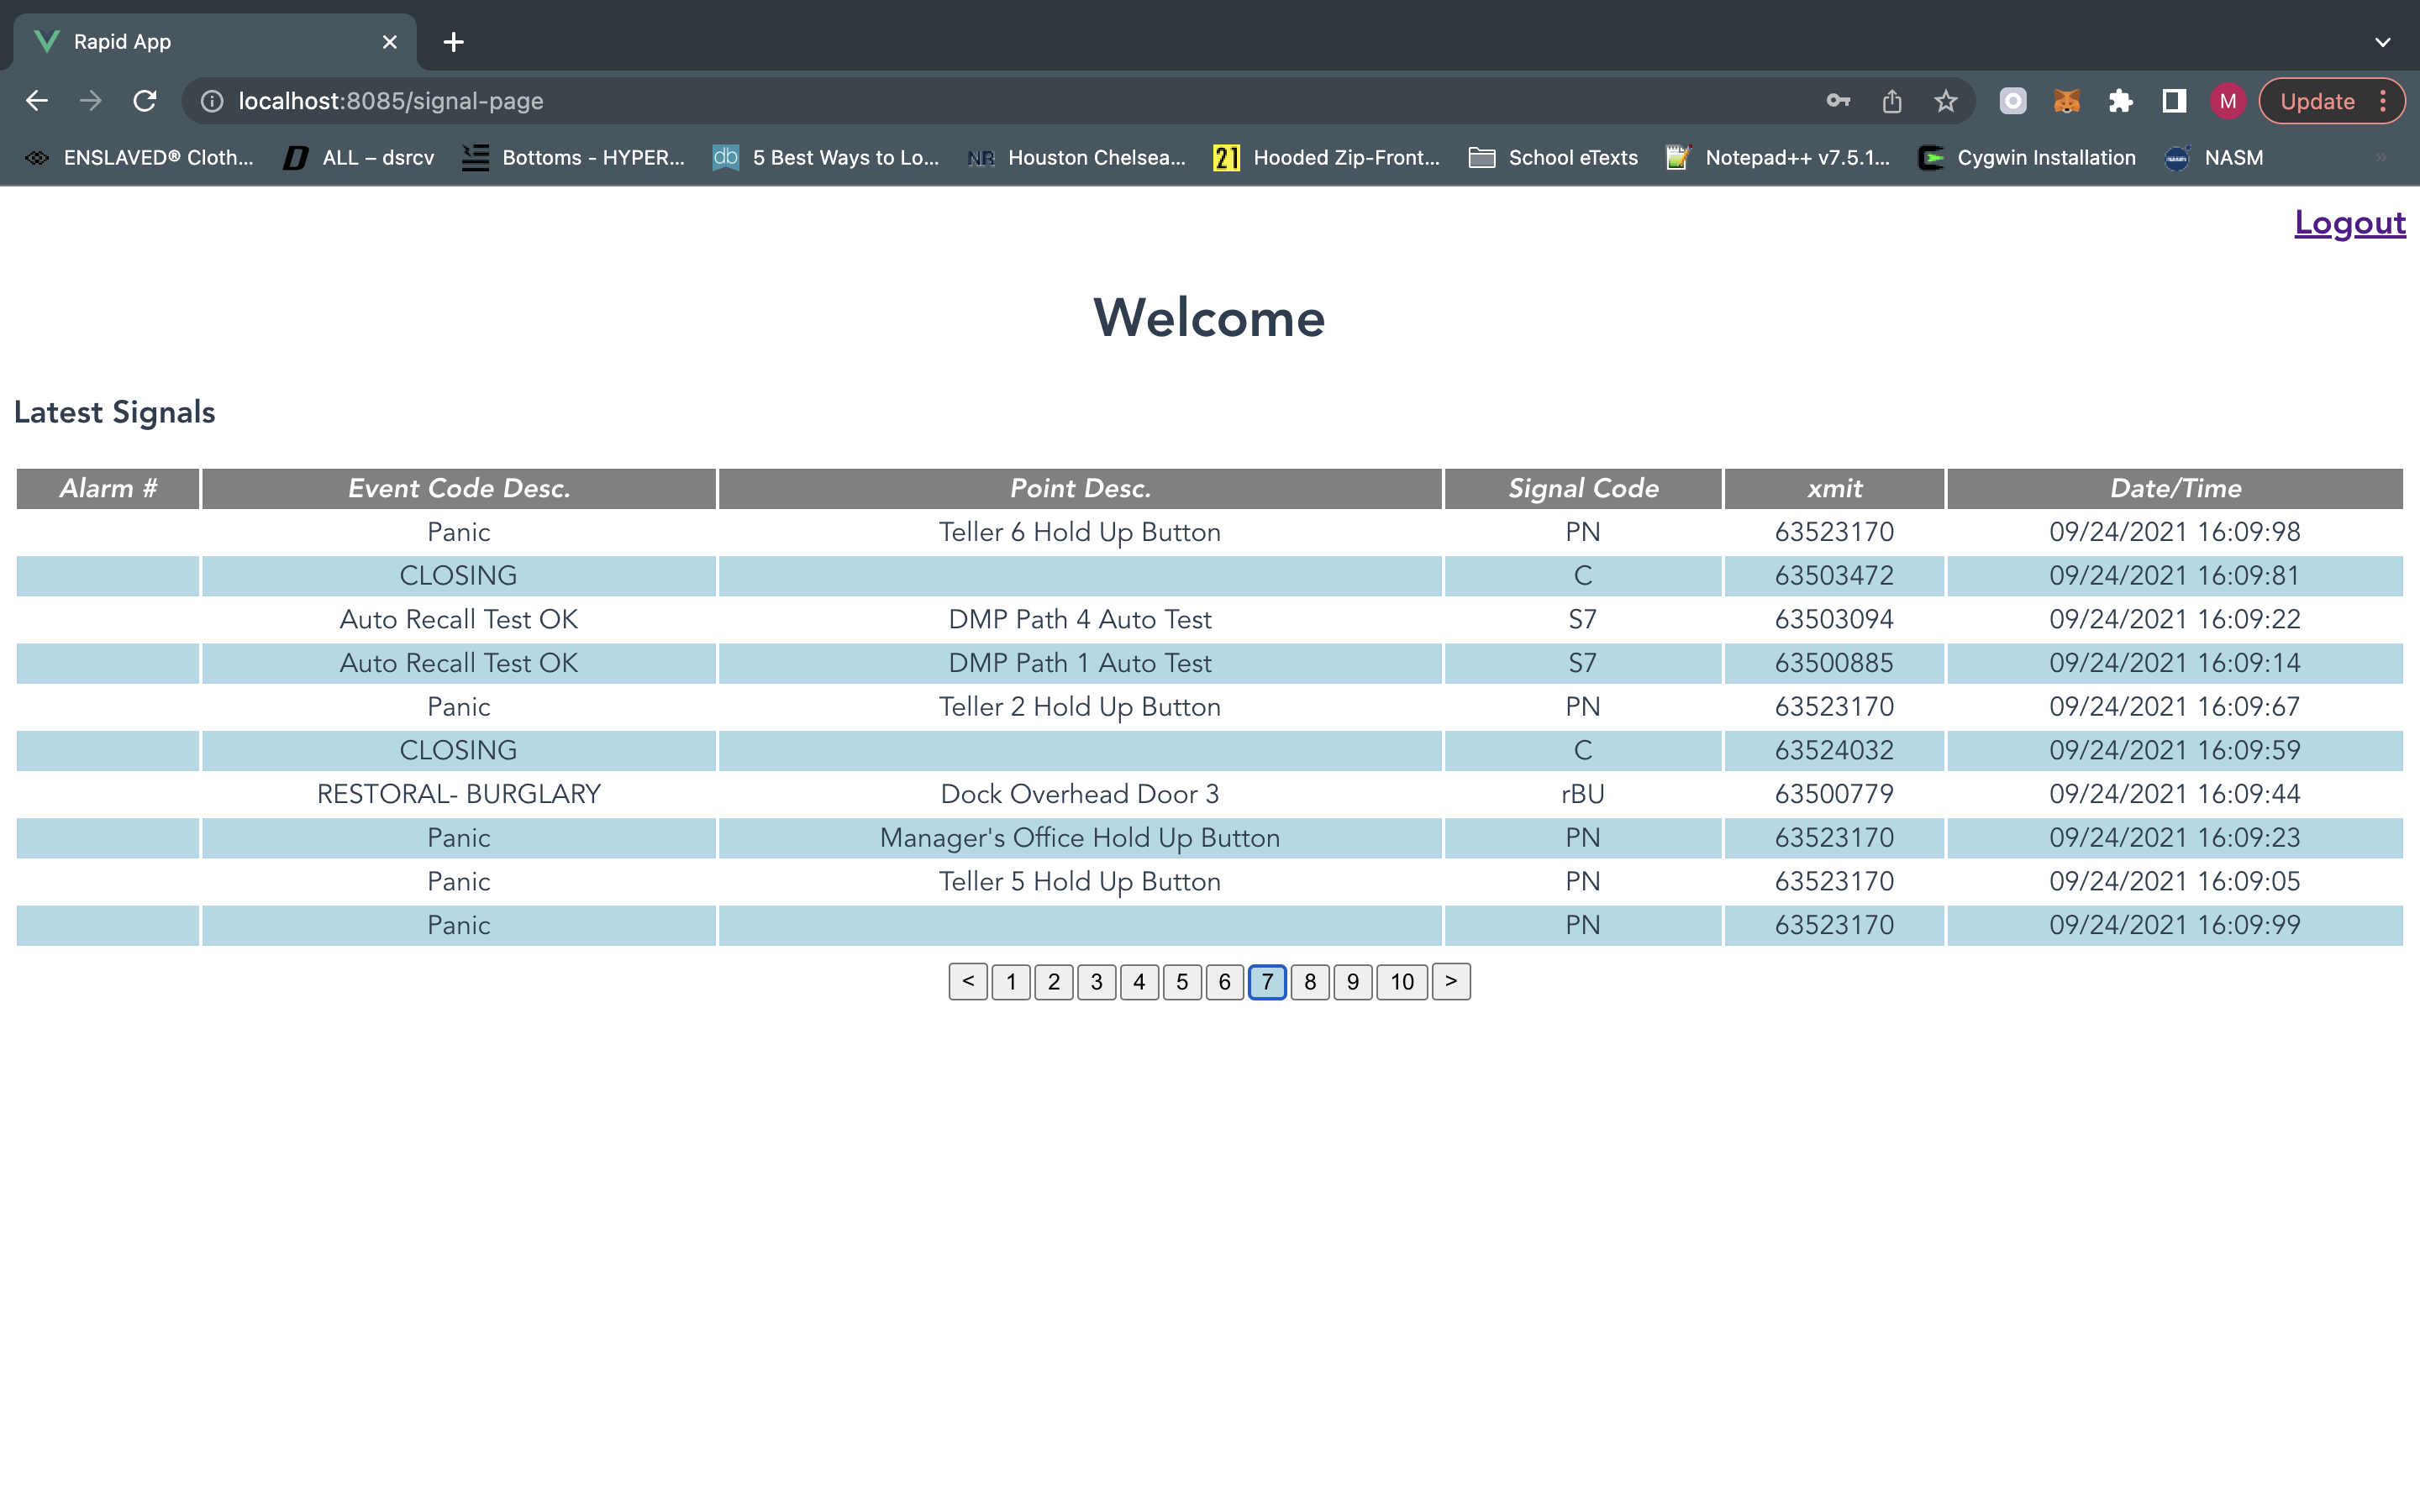 Rapid App
localhost:8085/signal-page
M
Update
ENSLAVED® Cloth...
ALL – dsrcv
Bottoms - HYPER...
db
5 Best Ways to Lo...
NB
Houston Chelsea...
21
Hooded Zip-Front...
School eTexts
Notepad++ v7.5.1...
Cygwin Installation
NASM
Logout
Welcome
Latest Signals
Alarm # Event Code Desc. Point Desc. Signal Code xmit Date/Time
Panic Teller 6 Hold Up Button PN 63523170 09/24/2021 16:09:98
CLOSING C 63503472 09/24/2021 16:09:81
Auto Recall Test OK DMP Path 4 Auto Test S7 63503094 09/24/2021 16:09:22
Auto Recall Test OK DMP Path 1 Auto Test S7 63500885 09/24/2021 16:09:14
Panic Teller 2 Hold Up Button PN 63523170 09/24/2021 16:09:67
CLOSING C 63524032 09/24/2021 16:09:59
RESTORAL- BURGLARY Dock Overhead Door 3 rBU 63500779 09/24/2021 16:09:44
Panic Manager's Office Hold Up Button PN 63523170 09/24/2021 16:09:23
Panic Teller 5 Hold Up Button PN 63523170 09/24/2021 16:09:05
Panic PN 63523170 09/24/2021 16:09:99
< 1 2 3 4 5 6 7 8 9 10 >